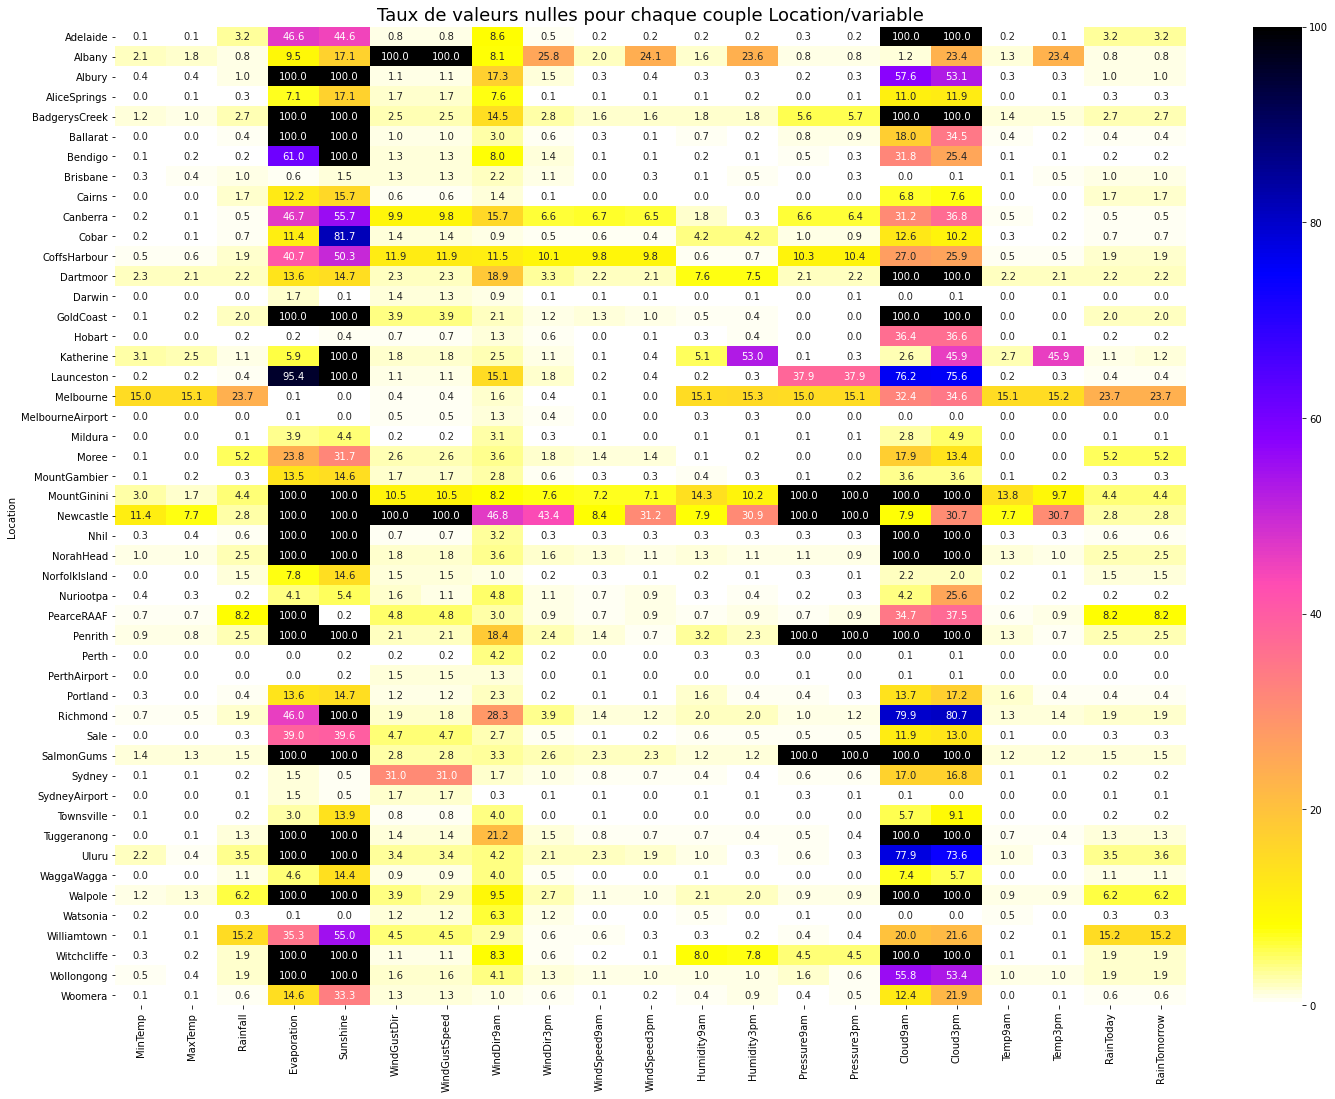 Taux de valeurs nulles pour chaque couple Location/variable
Adelaide 0.1 0.1 3.2 46.6 44.6 0.8 0.8 8.6 0.5 0.2 0.2 0.2 0.2 0.3 0.2 100.0 100.0 0.2 0.1 3.2 3.2
Albany 2.1 1.8 0.8 9.5 17.1 100.0 100.0 8.1 25.8 2.0 24.1 1.6 23.6 0.8 0.8 1.2 23.4 1.3 23.4 0.8 0.8
Albury 0.4 0.4 1.0 100.0 100.0 1.1 1.1 17.3 1.5 0.3 0.4 0.3 0.3 0.2 0.3 57.6 53.1 0.3 0.3 1.0 1.0
AliceSprings 0.0 0.1 0.3 7.1 17.1 1.7 1.7 7.6 0.1 0.1 0.1 0.1 0.2 0.1 0.0 11.0 11.9 0.0 0.1 0.3 0.3
BadgerysCreek 1.2 1.0 2.7 100.0 100.0 2.5 2.5 14.5 2.8 1.6 1.6 1.8 1.8 5.6 5.7 100.0 100.0 1.4 1.5 2.7 2.7
Ballarat 0.0 0.0 0.4 100.0 100.0 1.0 1.0 3.0 0.6 0.3 0.1 0.7 0.2 0.2 0.2 18.0 34.5 0.4 0.2 0.4 0.4
Bendigo 0.1 0.2 0.2 61.0 100.0 1.3 1.3 8.0 1.4 0.1 0.1 0.2 0.1 0.5 0.3 31.8 25.4 0.1 0.1 0.2 0.2
Brisbane 0.3 0.4 1.0 0.6 1.5 1.3 1.3 2.2 1.1 0.0 0.3 0.1 0.5 0.0 0.3 0.0 0.1 0.1 0.5 1.0 1.0
Cairns 0.0 0.0 1.7 12.2 15.7 0.6 0.6 1.4 0.1 0.0 0.0 0.0 0.0 0.0 0.0 6.8 7.6 0.0 0.0 1.7 1.7
Canberra 0.2 0.1 0.5 46.7 55.7 9.9 9.8 15.7 6.6 6.7 6.5 1.8 0.3 6.6 6.4 31.2 36.8 0.5 0.2 0.5 0.5
Cobar 0.2 0.1 0.7 11.4 81.7 1.4 1.4 0.9 0.5 0.6 0.4 4.2 4.2 1.0 0.9 12.6 10.2 0.3 0.2 0.7 0.7
CoffsHarbour 0.5 0.6 1.9 40.7 50.3 11.9 11.9 11.5 10.1 9.8 9.8 0.6 0.7 10.3 10.4 27.0 25.9 0.5 0.5 1.9 1.9
Dartmoor 2.3 2.1 2.2 13.6 14.7 2.3 2.3 18.9 3.3 2.2 2.1 7.6 7.5 2.1 2.2 100.0 100.0 2.2 2.1 2.2 2.2
Darwin 0.0 0.0 0.0 1.7 0.1 1.4 1.3 0.9 0.1 0.1 0.1 0.0 0.1 0.0 0.1 0.0 0.1 0.0 0.1 0.0 0.0
GoldCoast 0.1 0.2 2.0 100.0 100.0 3.9 3.9 2.1 1.2 1.3 1.0 0.5 0.4 0.0 0.0 100.0 100.0 0.0 0.0 2.0 2.0
Hobart 0.0 0.0 0.2 0.2 0.4 0.7 0.7 1.3 0.6 0.0 0.1 0.3 0.4 0.0 0.0 36.4 36.6 0.0 0.1 0.2 0.2
Katherine 3.1 2.5 1.1 5.9 100.0 1.8 1.8 2.5 1.1 0.1 0.4 5.1 53.0 0.1 0.3 2.6 45.9 2.7 45.9 1.1 1.2
Launceston 0.2 0.2 0.4 95.4 100.0 1.1 1.1 15.1 1.8 0.2 0.4 0.2 0.3 37.9 37.9 76.2 75.6 0.2 0.3 0.4 0.4
Melbourne 15.0 15.1 23.7 0.1 0.0 0.4 0.4 1.6 0.4 0.1 0.0 15.1 15.3 15.0 15.1 32.4 34.6 15.1 15.2 23.7 23.7
MelbourneAirport 0.0 0.0 0.0 0.1 0.0 0.5 0.5 1.3 0.4 0.0 0.0 0.3 0.3 0.0 0.0 0.0 0.0 0.0 0.0 0.0 0.0
Mildura 0.0 0.0 0.1 3.9 4.4 0.2 0.2 3.1 0.3 0.1 0.0 0.1 0.1 0.1 0.1 2.8 4.9 0.0 0.0 0.1 0.1
Moree 0.1 0.0 5.2 23.8 31.7 2.6 2.6 3.6 1.8 1.4 1.4 0.1 0.2 0.0 0.0 17.9 13.4 0.1 0.2 5.2 5.2
MountGambier 0.1 0.2 0.3 13.5 14.6 1.7 1.7 2.8 0.6 0.3 0.3 0.4 0.3 0.1 0.2 3.6 3.6 0.1 0.2 0.3 0.3
MountGinini 3.0 1.7 4.4 100.0 100.0 10.5 10.5 8.2 7.6 7.2 7.1 14.3 10.2 100.0 100.0 100.0 100.0 13.8 9.7 4.4 4.4
Newcastle 11.4 7.7 2.8 100.0 100.0 100.0 100.0 46.8 43.4 8.4 31.2 7.9 30.9 100.0 100.0 7.9 30.7 7.7 30.7 2.8 2.8
Nhil 0.3 0.4 0.6 100.0 100.0 0.7 0.7 3.2 0.3 0.3 0.3 0.3 0.3 0.3 0.3 100.0 100.0 0.3 0.3 0.6 0.6
NorahHead 1.0 1.0 2.5 100.0 100.0 1.8 1.8 3.6 1.6 1.3 1.1 1.3 1.1 1.1 0.9 100.0 100.0 1.3 1.0 2.5 2.5
NorfolkIsland 0.0 0.0 1.5 7.8 14.6 1.5 1.5 1.0 0.2 0.3 0.1 0.2 0.1 0.3 0.1 2.2 2.0 0.2 0.1 1.5 1.5
Nuriootpa 0.4 0.3 0.2 4.1 5.4 1.6 1.1 4.8 1.1 0.7 0.9 0.3 0.4 0.2 0.3 4.2 25.6 0.2 0.4 0.2 0.2
PearceRAAF 0.7 0.7 8.2 100.0 0.2 4.8 4.8 3.0 0.9 0.7 0.9 0.7 0.9 0.7 0.9 34.7 37.5 0.6 0.9 8.2 8.2
Penrith 0.9 0.8 2.5 100.0 100.0 2.1 2.1 18.4 2.4 1.4 0.7 3.2 2.3 100.0 100.0 100.0 100.0 1.3 0.7 2.5 2.5
Perth 0.0 0.0 0.0 0.0 0.2 0.2 0.2 4.2 0.2 0.0 0.0 0.3 0.3 0.0 0.0 0.1 0.1 0.0 0.0 0.0 0.0
PerthAirport 0.0 0.0 0.0 0.0 0.2 1.5 1.5 1.3 0.0 0.1 0.0 0.0 0.0 0.1 0.0 0.1 0.1 0.0 0.0 0.0 0.0
Portland 0.3 0.0 0.4 13.6 14.7 1.2 1.2 2.3 0.2 0.1 0.1 1.6 0.4 0.4 0.3 13.7 17.2 1.6 0.4 0.4 0.4
Richmond 0.7 0.5 1.9 46.0 100.0 1.9 1.8 28.3 3.9 1.4 1.2 2.0 2.0 1.0 1.2 79.9 80.7 1.3 1.4 1.9 1.9
Sale 0.0 0.0 0.3 39.0 39.6 4.7 4.7 2.7 0.5 0.1 0.2 0.6 0.5 0.5 0.5 11.9 13.0 0.1 0.0 0.3 0.3
SalmonGums 1.4 1.3 1.5 100.0 100.0 2.8 2.8 3.3 2.6 2.3 2.3 1.2 1.2 100.0 100.0 100.0 100.0 1.2 1.2 1.5 1.5
Sydney 0.1 0.1 0.2 1.5 0.5 31.0 31.0 1.7 1.0 0.8 0.7 0.4 0.4 0.6 0.6 17.0 16.8 0.1 0.1 0.2 0.2
SydneyAirport 0.0 0.0 0.1 1.5 0.5 1.7 1.7 0.3 0.1 0.1 0.0 0.1 0.1 0.1 0.0 0.1 0.0 0.0 0.0 0.1 0.1
Townsville 0.1 0.0 0.2 3.0 13.9 0.8 0.8 4.0 0.0 0.1 0.0 0.0 0.0 0.0 0.0 5.7 9.1 0.0 0.0 0.2 0.2
Tuggeranong 0.0 0.1 1.3 100.0 100.0 1.4 1.4 21.2 1.5 0.8 0.7 0.7 0.4 0.5 0.4 100.0 100.0 0.7 0.4 1.3 1.3
Uluru 2.2 0.4 3.5 100.0 100.0 3.4 3.4 4.2 2.1 2.3 1.9 1.0 0.3 0.6 0.3 77.9 73.6 1.0 0.3 3.5 3.6
WaggaWagga 0.0 0.0 1.1 4.6 14.4 0.9 0.9 4.0 0.5 0.0 0.0 0.1 0.0 0.0 0.0 7.4 5.7 0.0 0.0 1.1 1.1
Walpole 1.2 1.3 6.2 100.0 100.0 3.9 2.9 9.5 2.7 1.1 1.0 2.1 2.0 0.9 0.9 100.0 100.0 0.9 0.9 6.2 6.2
Watsonia 0.2 0.0 0.3 0.1 0.0 1.2 1.2 6.3 1.2 0.0 0.0 0.5 0.0 0.1 0.0 0.0 0.0 0.5 0.0 0.3 0.3
Williamtown 0.1 0.1 15.2 35.3 55.0 4.5 4.5 2.9 0.6 0.6 0.3 0.3 0.2 0.4 0.4 20.0 21.6 0.2 0.1 15.2 15.2
Witchcliffe 0.3 0.2 1.9 100.0 100.0 1.1 1.1 8.3 0.6 0.2 0.1 8.0 7.8 4.5 4.5 100.0 100.0 0.1 0.1 1.9 1.9
Wollongong 0.5 0.4 1.9 100.0 100.0 1.6 1.6 4.1 1.3 1.1 1.0 1.0 1.0 1.6 0.6 55.8 53.4 1.0 1.0 1.9 1.9
Woomera 0.1 0.1 0.6 14.6 33.3 1.3 1.3 1.0 0.6 0.1 0.2 0.4 0.9 0.4 0.5 12.4 21.9 0.0 0.1 0.6 0.6
Location
MinTemp
MaxTemp
Rainfall
Evaporation
Sunshine
WindGustDir
WindGustSpeed
WindDir9am
WindDir3pm
WindSpeed9am
WindSpeed3pm
Humidity9am
Humidity3pm
Pressure9am
Pressure3pm
Cloud9am
Cloud3pm
Temp9am
Temp3pm
RainToday
RainTomorrow
100
80
60
40
20
0